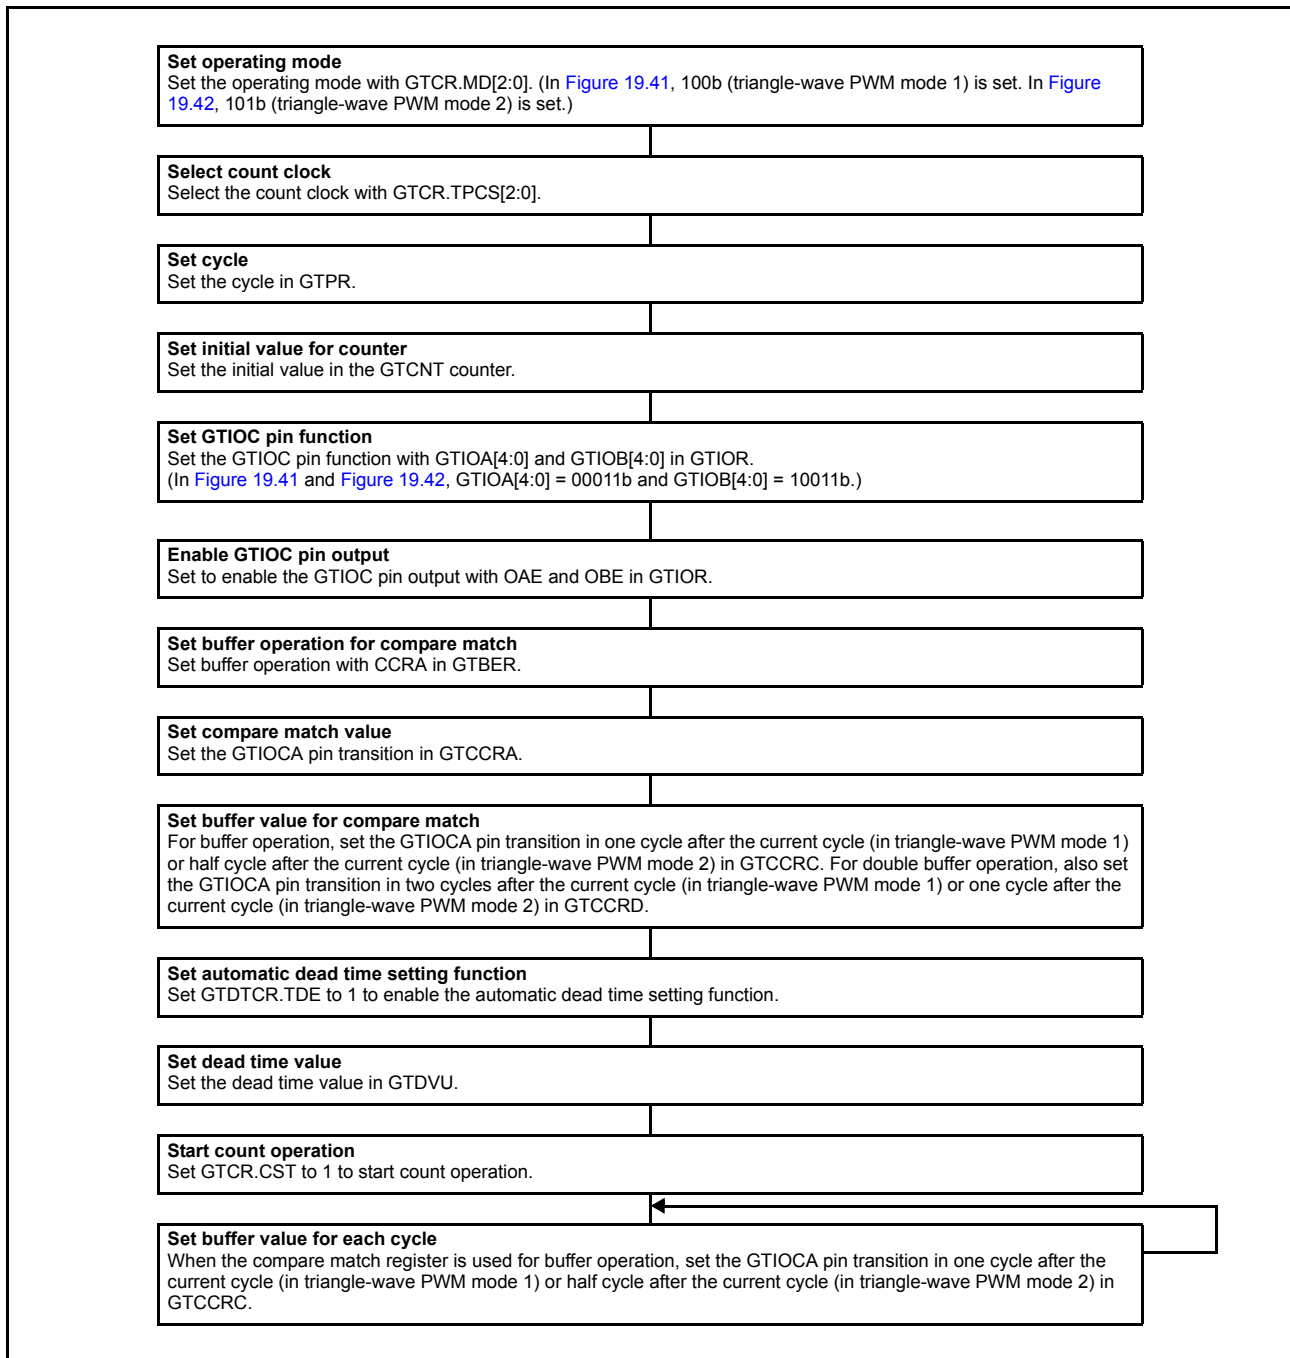 Set operating mode
Set the operating mode with GTCR.MD[2:0]. (In Figure 19.41, 100b (triangle-wave PWM mode 1) is set. In Figure
19.42, 101b (triangle-wave PWM mode 2) is set.)
Select count clock
Select the count clock with GTCR.TPCS[2:0].
Set cycle
Set the cycle in GTPR.
Set initial value for counter
Set the initial value in the GTCNT counter.
Set GTIOC pin function
Set the GTIOC pin function with GTIOA[4:0] and GTIOB[4:0] in GTIOR.
(In Figure 19.41 and Figure 19.42, GTIOA[4:0] = 00011b and GTIOB[4:0] = 10011b.)
Enable GTIOC pin output
Set to enable the GTIOC pin output with OAE and OBE in GTIOR.
Set buffer operation for compare match
Set buffer operation with CCRA in GTBER.
Set compare match value
Set the GTIOCA pin transition in GTCCRA.
Set buffer value for compare match
For buffer operation, set the GTIOCA pin transition in one cycle after the current cycle (in triangle-wave PWM mode 1)
or half cycle after the current cycle (in triangle-wave PWM mode 2) in GTCCRC. For double buffer operation, also set
the GTIOCA pin transition in two cycles after the current cycle (in triangle-wave PWM mode 1) or one cycle after the
current cycle (in triangle-wave PWM mode 2) in GTCCRD.
Set automatic dead time setting function
Set GTDTCR.TDE to 1 to enable the automatic dead time setting function.
Set dead time value
Set the dead time value in GTDVU.
Start count operation
Set GTCR.CST to 1 to start count operation.
Set buffer value for each cycle
When the compare match register is used for buffer operation, set the GTIOCA pin transition in one cycle after the
current cycle (in triangle-wave PWM mode 1) or half cycle after the current cycle (in triangle-wave PWM mode 2) in
GTCCRC.